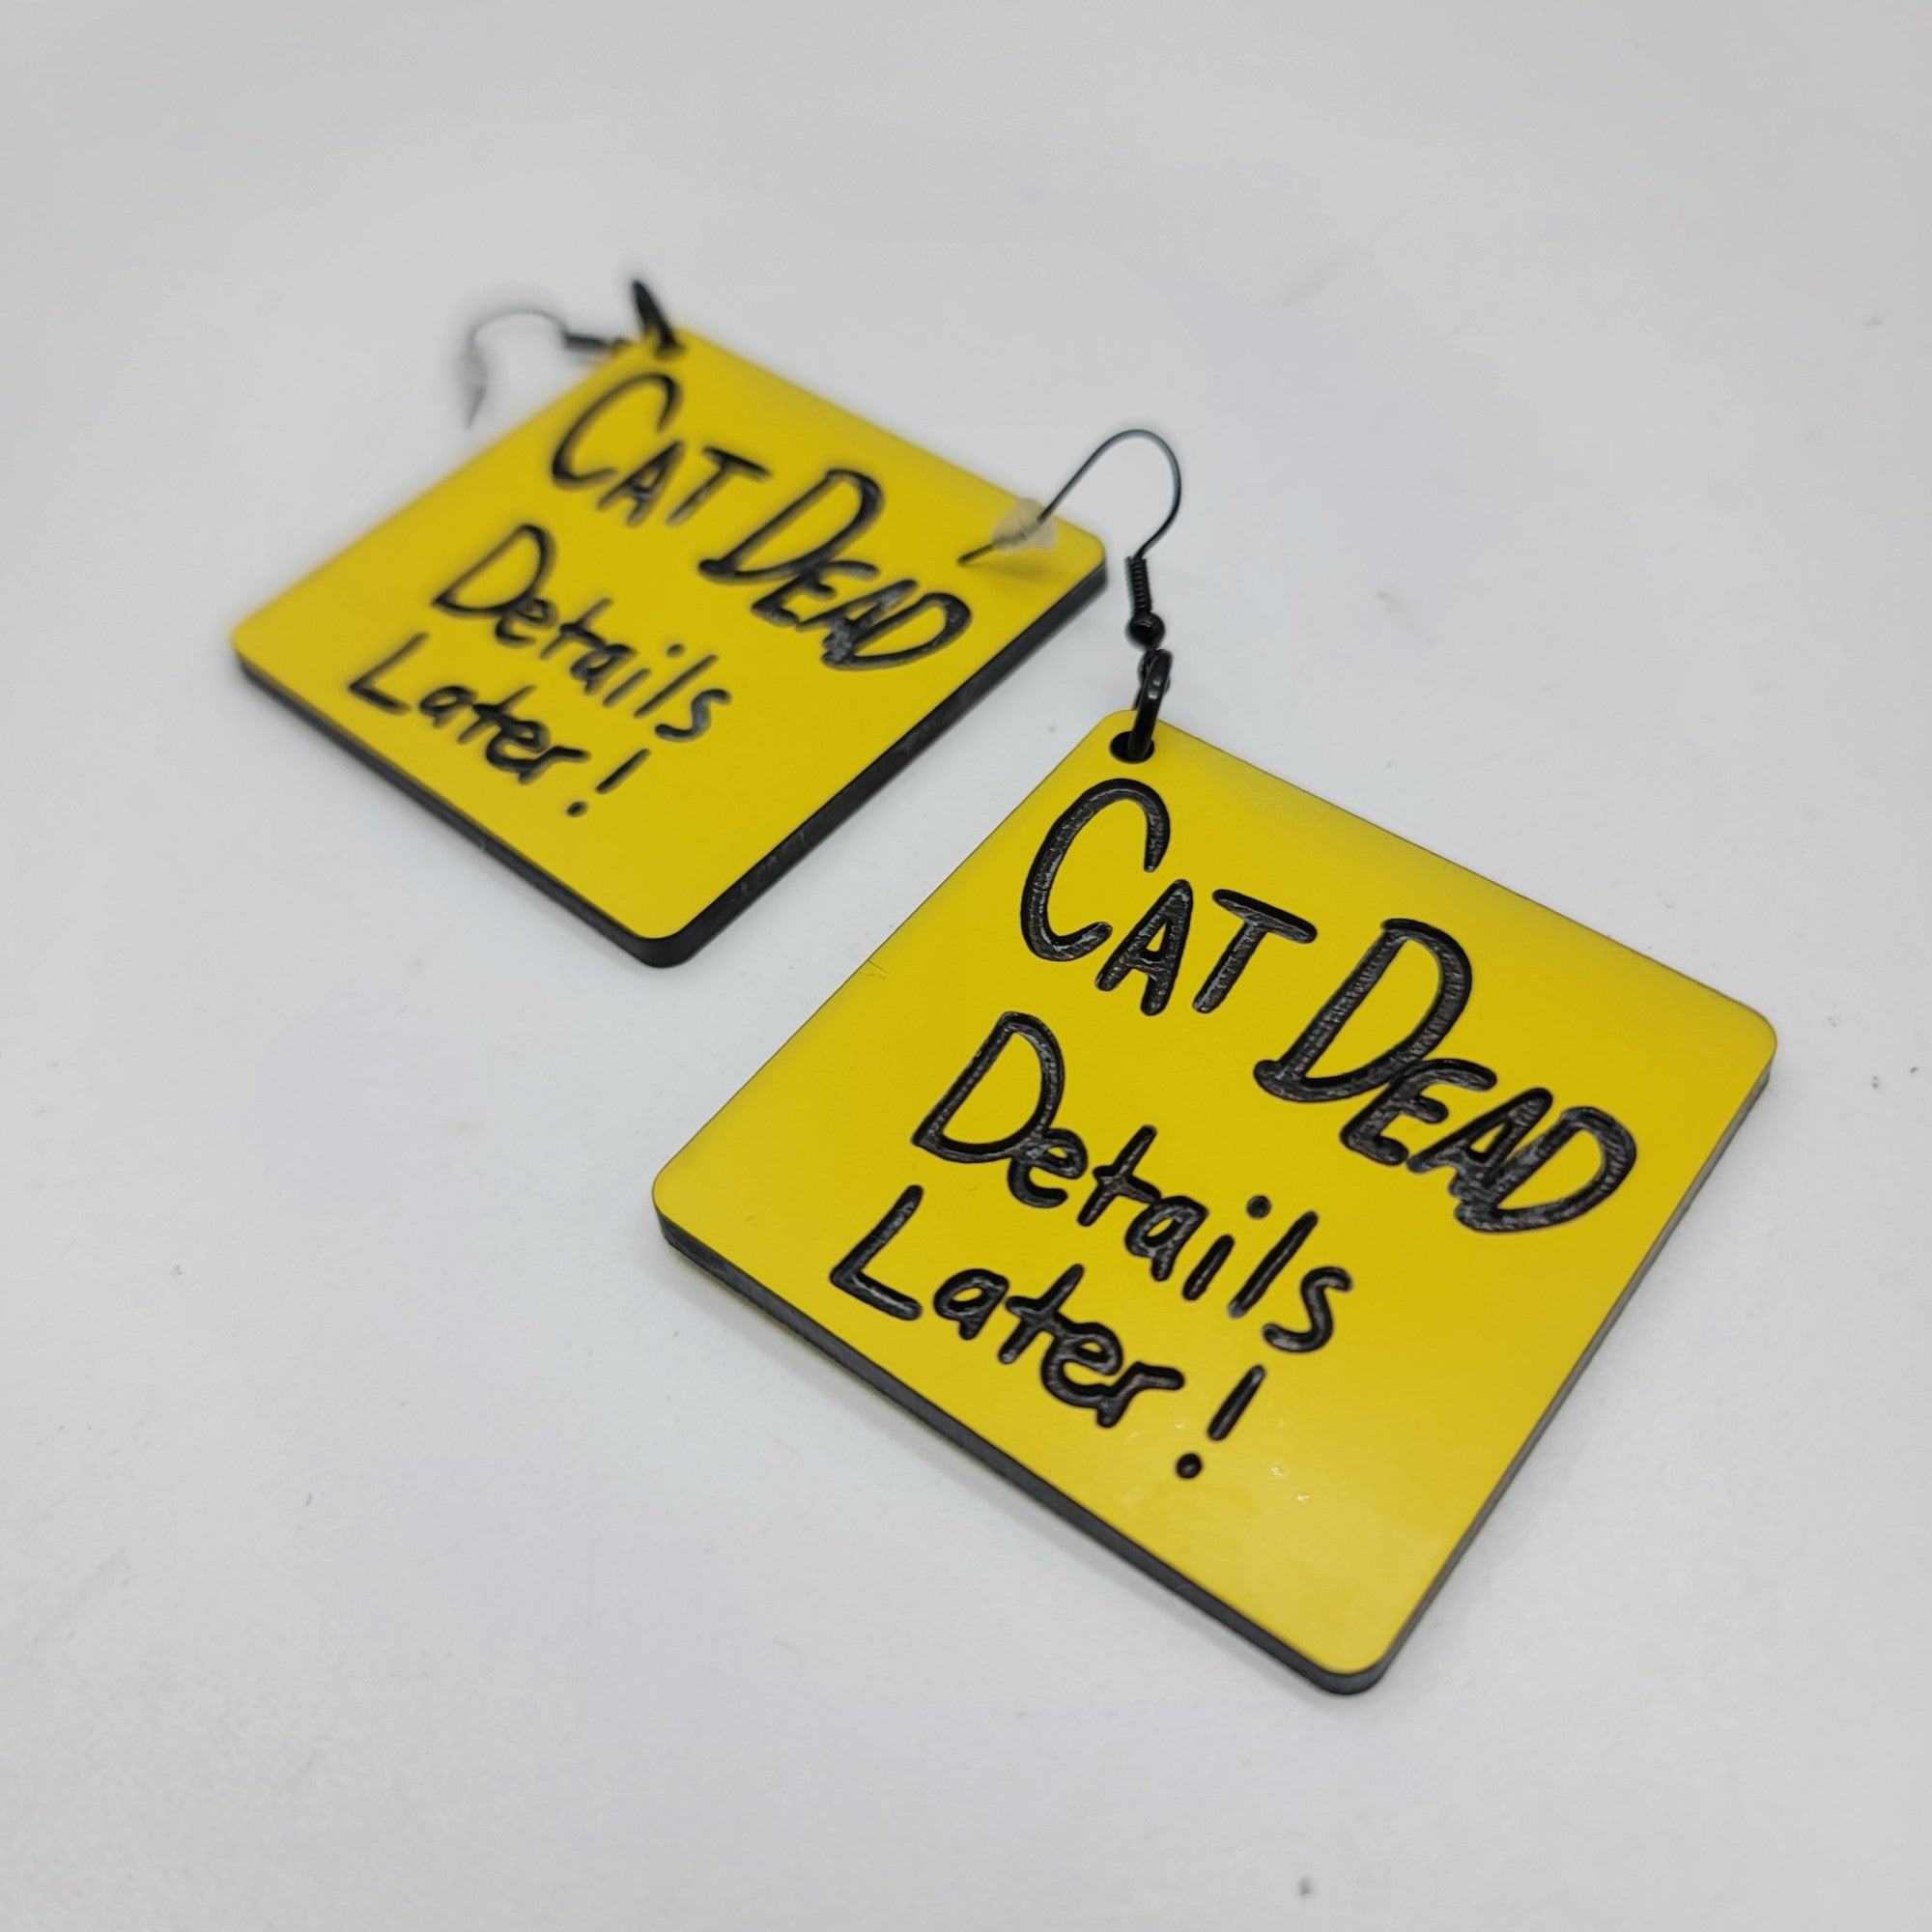 CAT DEAD
Details
Later!
CAT DEAD
Details
Later!